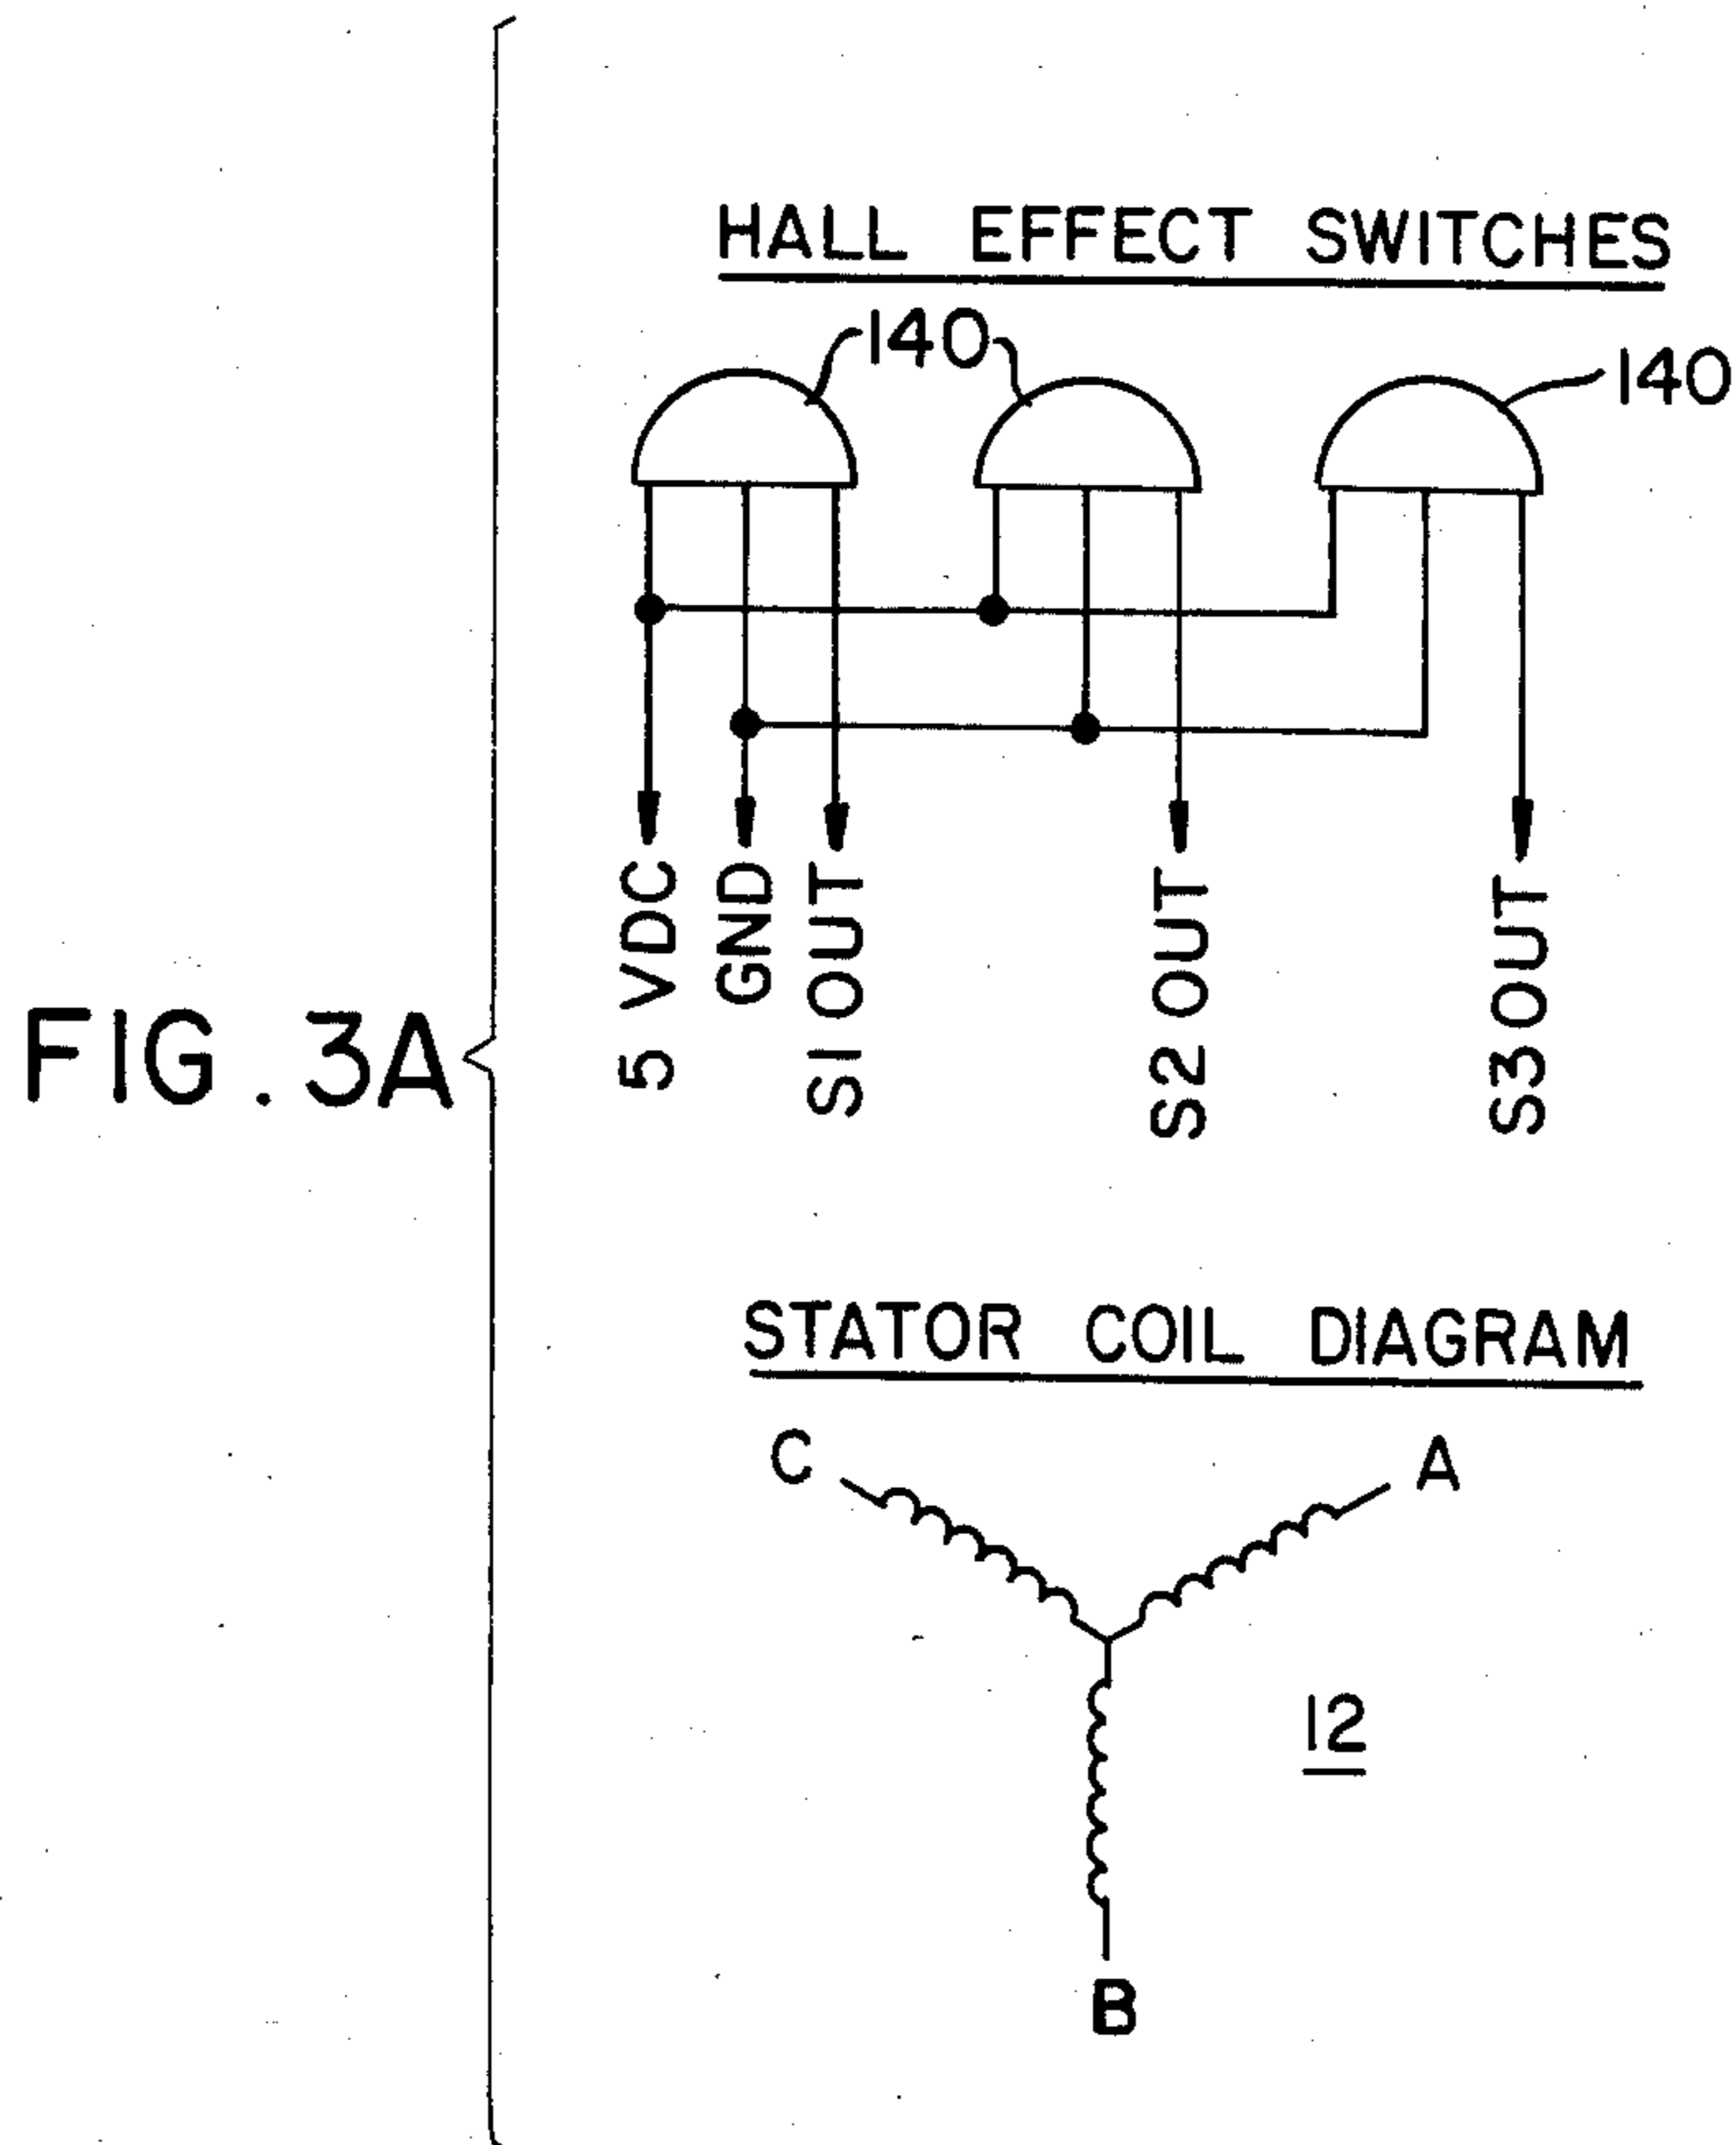 HALL EFFECT SWITCHES
140
140
5 VDC
GND
S1 OUT
S2 OUT
S3 OUT
FIG. 3A
STATOR COIL DIAGRAM
C
A
12
B